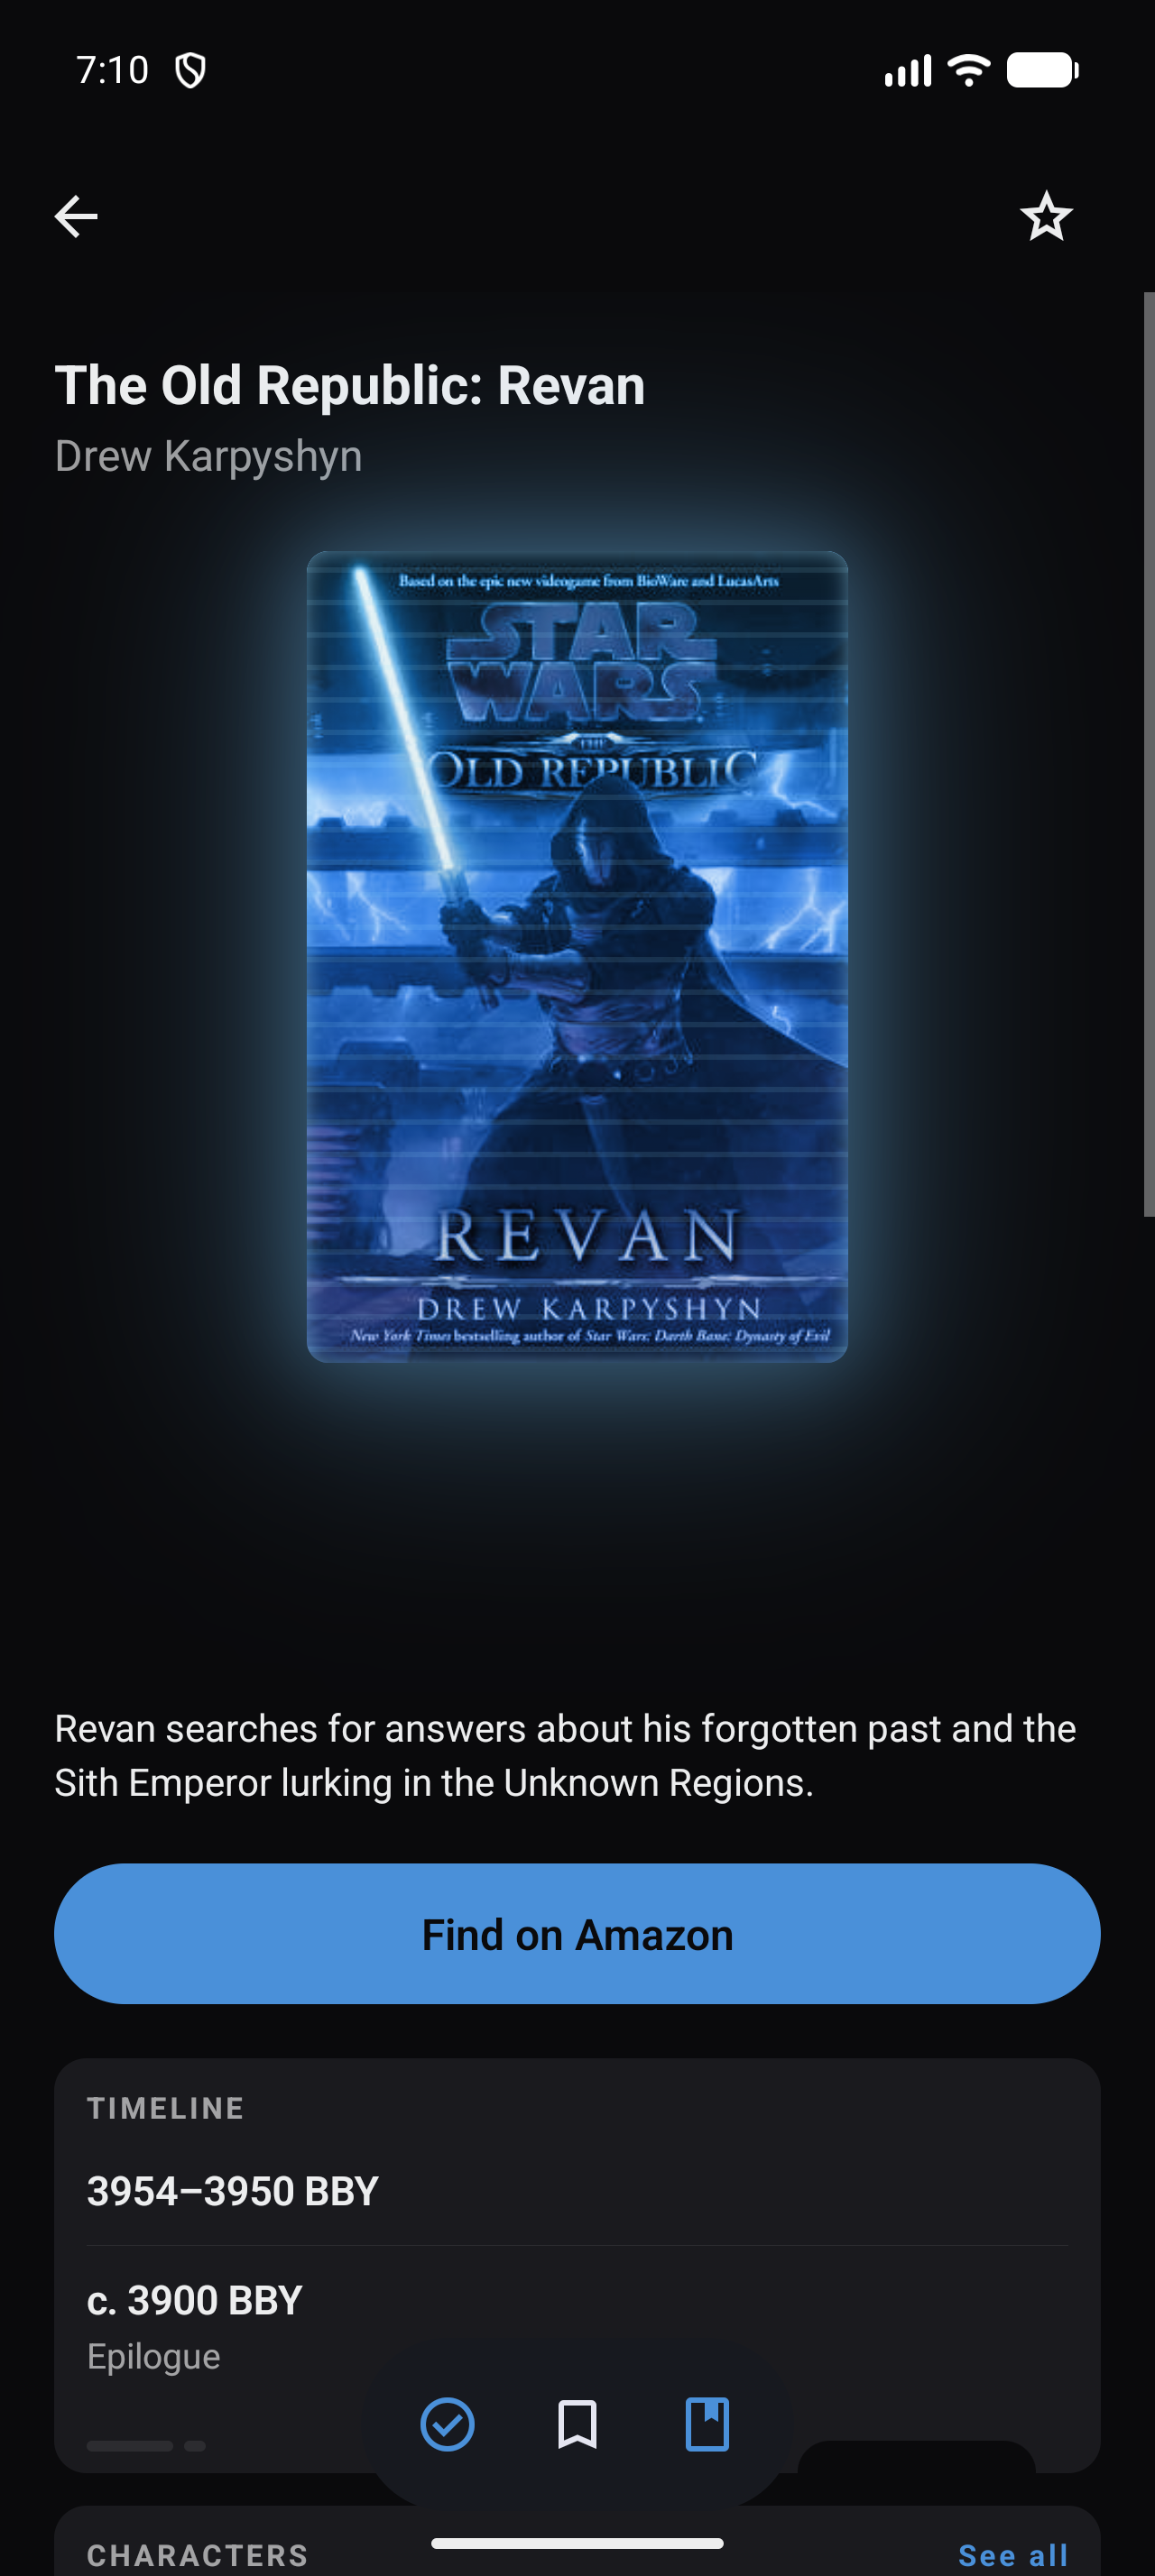 7:10
The Old Republic: Revan
Drew Karpyshyn
Based on the epic new videogame from BioWare and LucasArts
STAR
WARS
THE
OLD REPUBLIC
REVAN
DREW KARPYSHYN
New York Times bestselling author of Star Wars: Darth Bane: Dynasty of Evil
Revan searches for answers about his forgotten past and the
Sith Emperor lurking in the Unknown Regions.
Find on Amazon
TIMELINE
3954–3950 BBY
c. 3900 BBY
Epilogue
CHARACTERS See all